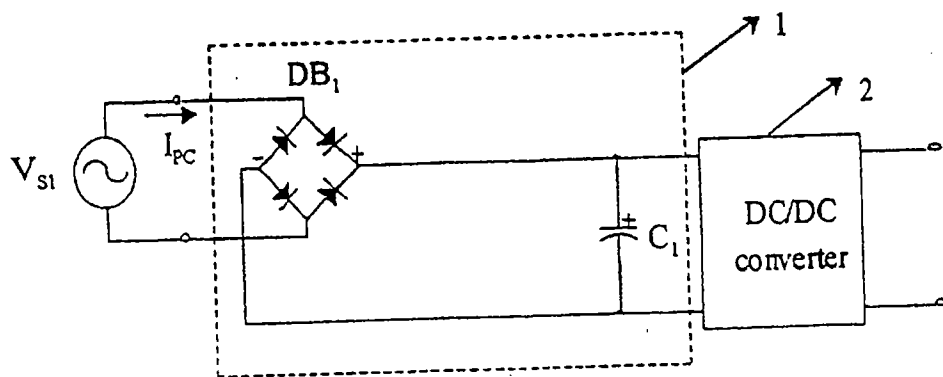 1
DB1
2
IPC
- +
VS1
+
C1
DC/DC
converter